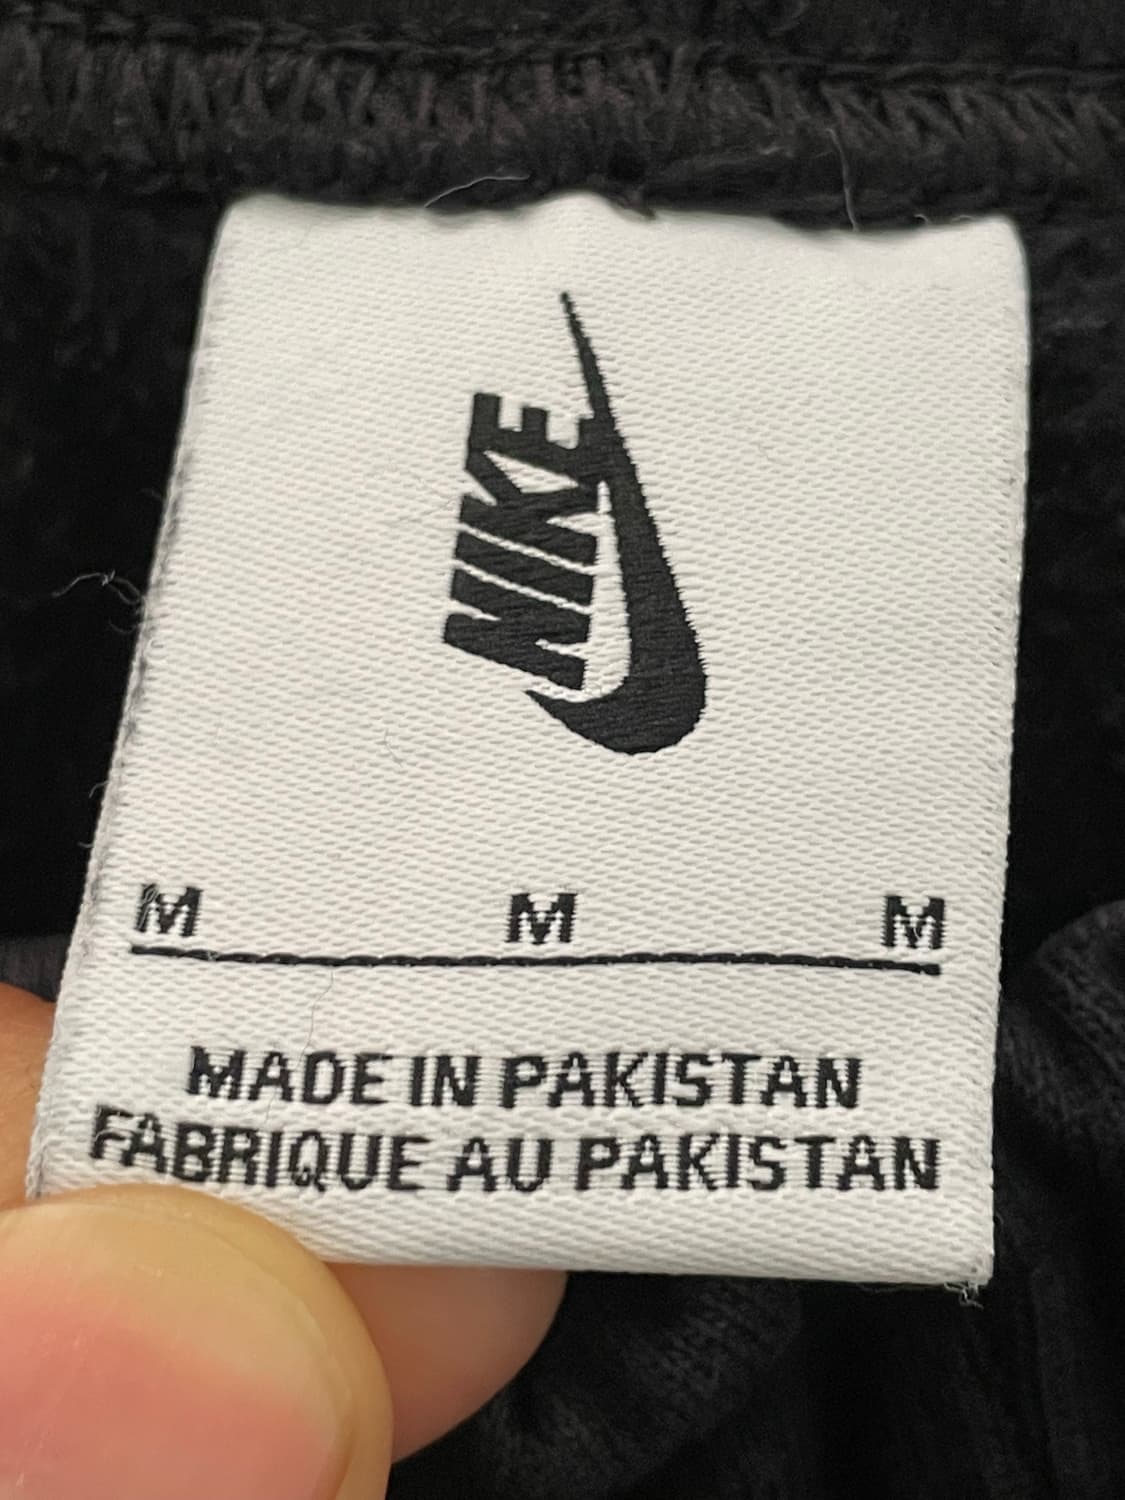 NIKE
M M M
MADE IN PAKISTAN
FABRIQUE AU PAKISTAN